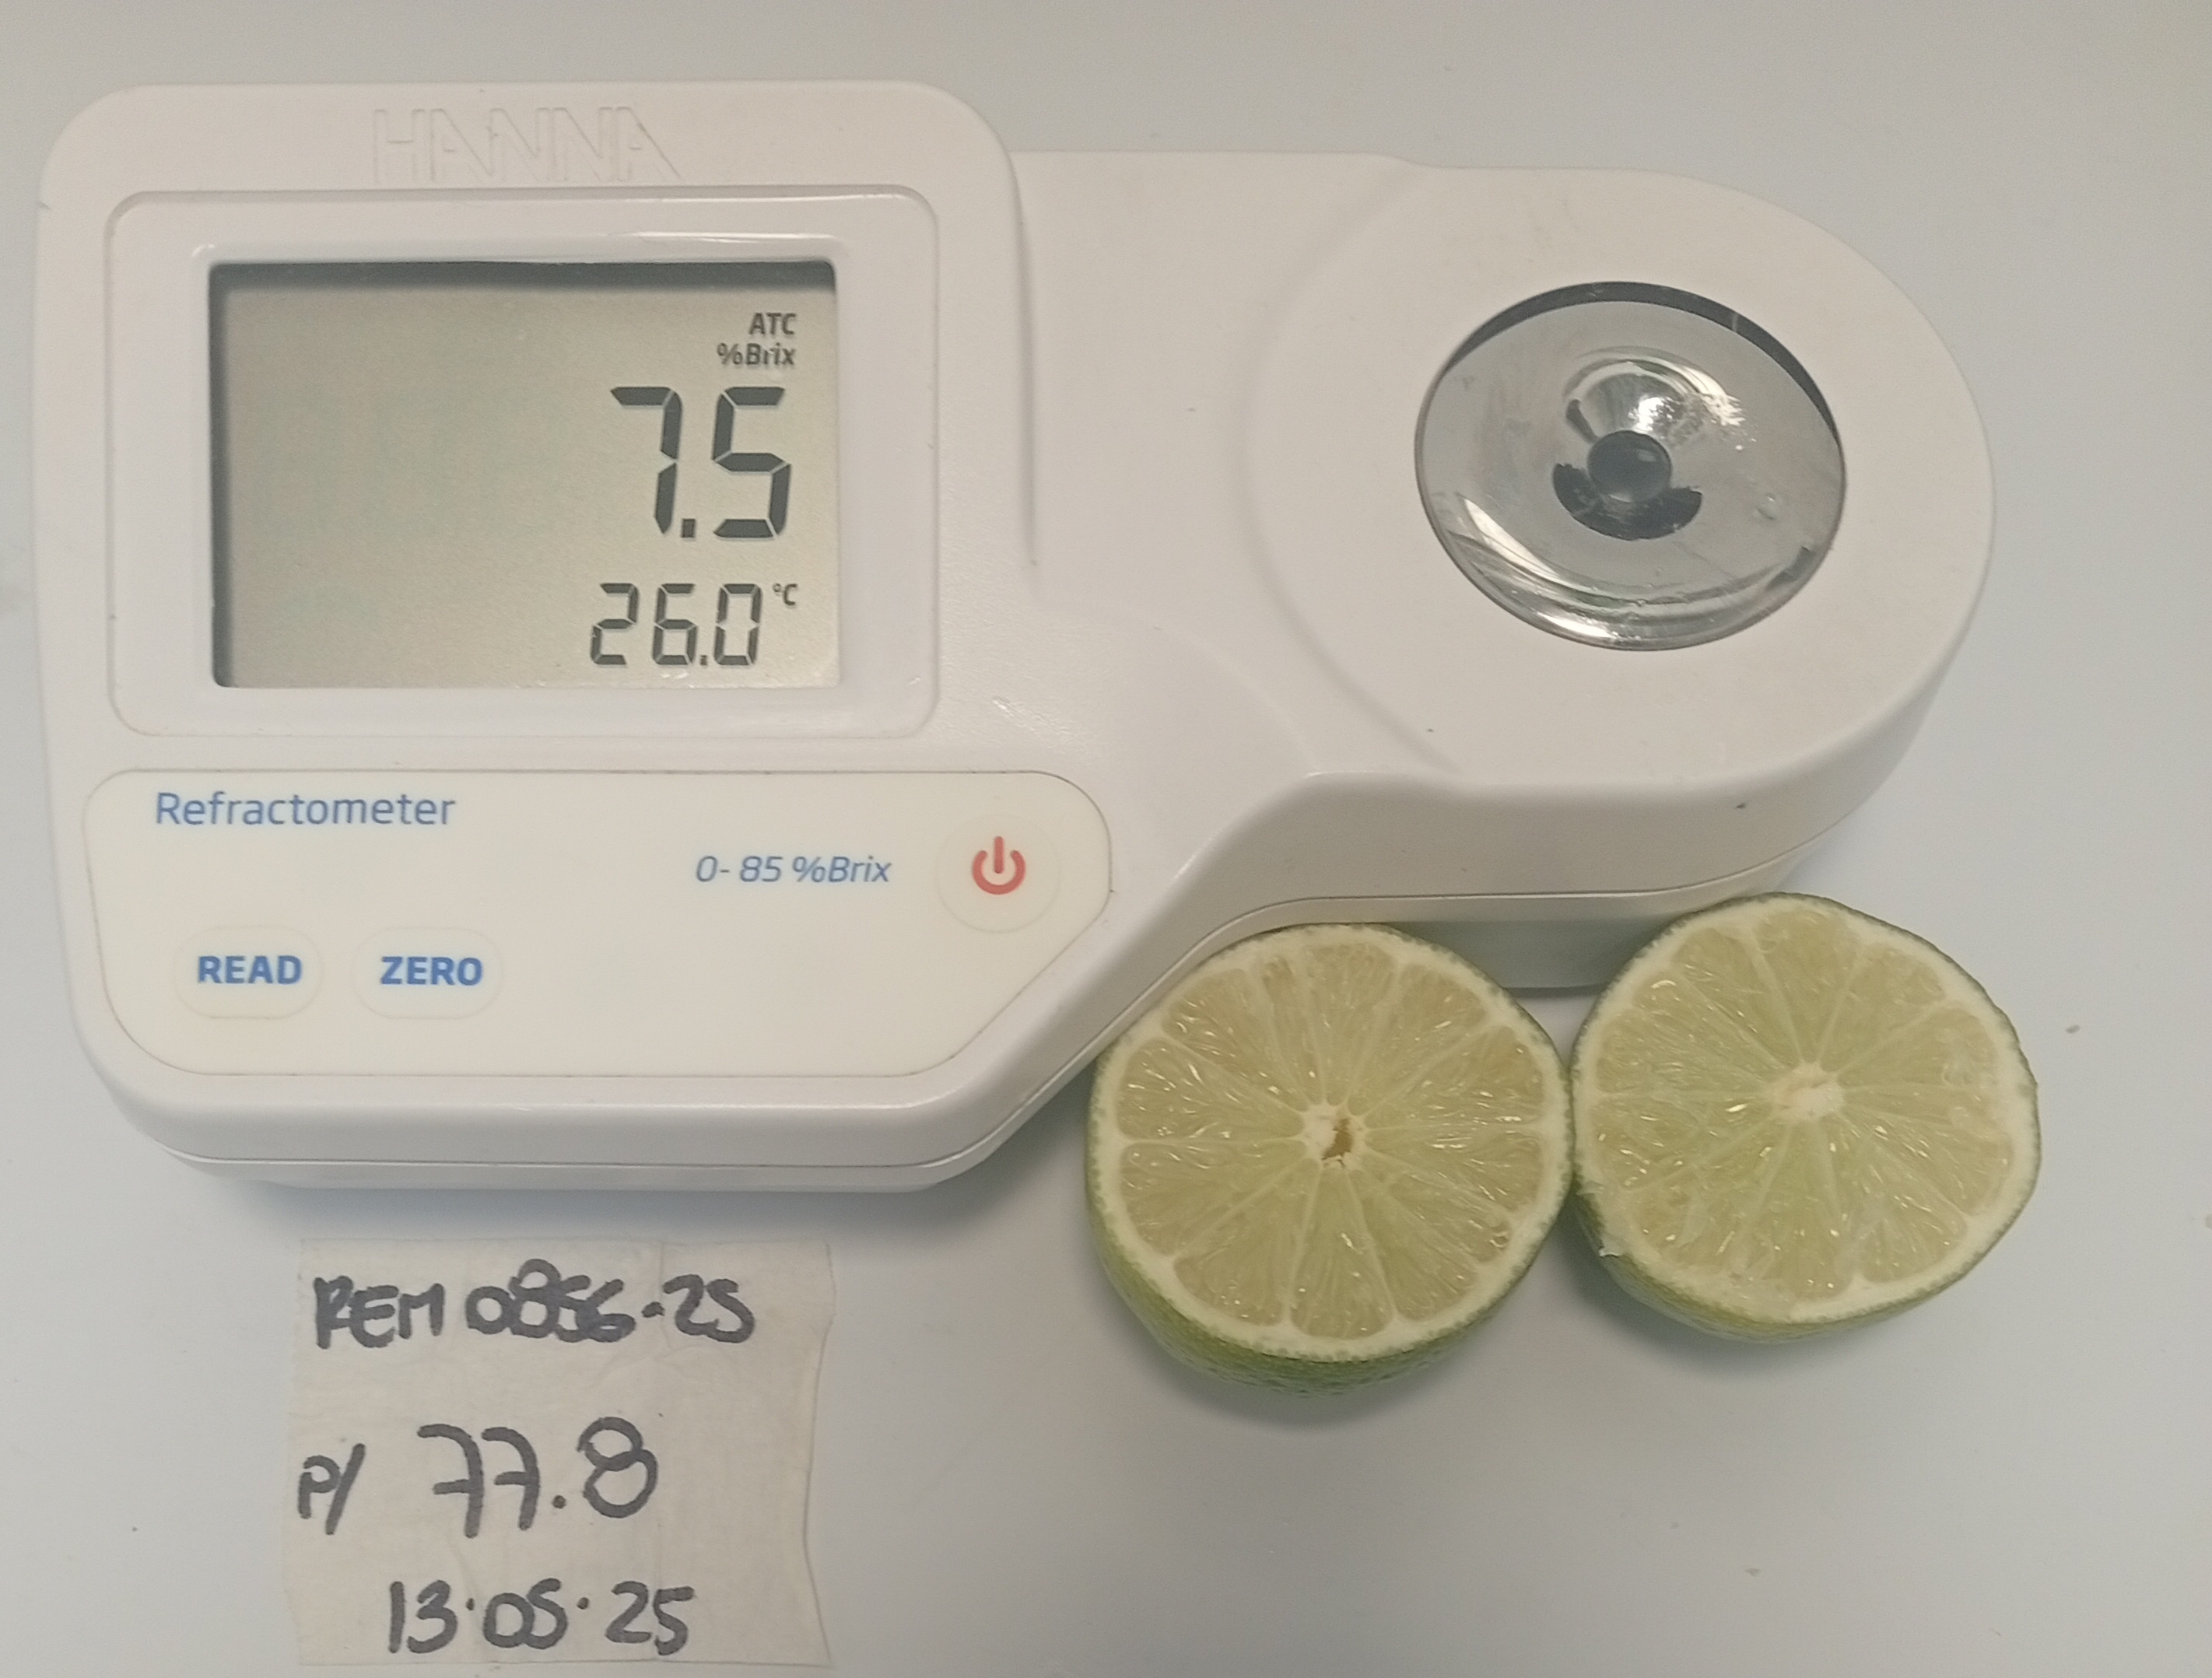 HANNA
ATC
%Brix
7.5
26.0 °C
Refractometer
0- 85 %Brix
READ ZERO
REM 0856-25
P/ 77.8
13·05·25